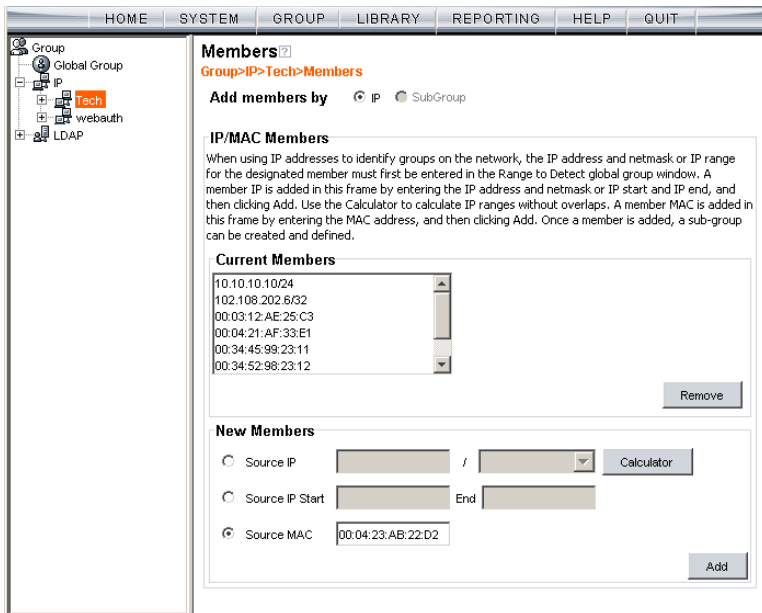 HOME SYSTEM GROUP LIBRARY REPORTING HELP QUIT
Group
Global Group
IP
Tech
webauth
LDAP
Members?
Group>IP>Tech>Members
Add members by IP SubGroup
IP/MAC Members
When using IP addresses to identify groups on the network, the IP address and netmask or IP range
for the designated member must first be entered in the Range to Detect global group window. A
member IP is added in this frame by entering the IP address and netmask or IP start and IP end, and
then clicking Add. Use the Calculator to calculate IP ranges without overlaps. A member MAC is added in
this frame by entering the MAC address, and then clicking Add. Once a member is added, a sub-group
can be created and defined.
Current Members
10.10.10.10/24
102.108.202.6/32
00:03:12:AE:25:C3
00:04:21:AF:33:E1
00:34:45:99:23:11
00:34:52:98:23:12
Remove
New Members
Source IP / Calculator
Source IP Start End
Source MAC 00:04:23:AB:22:D2
Add